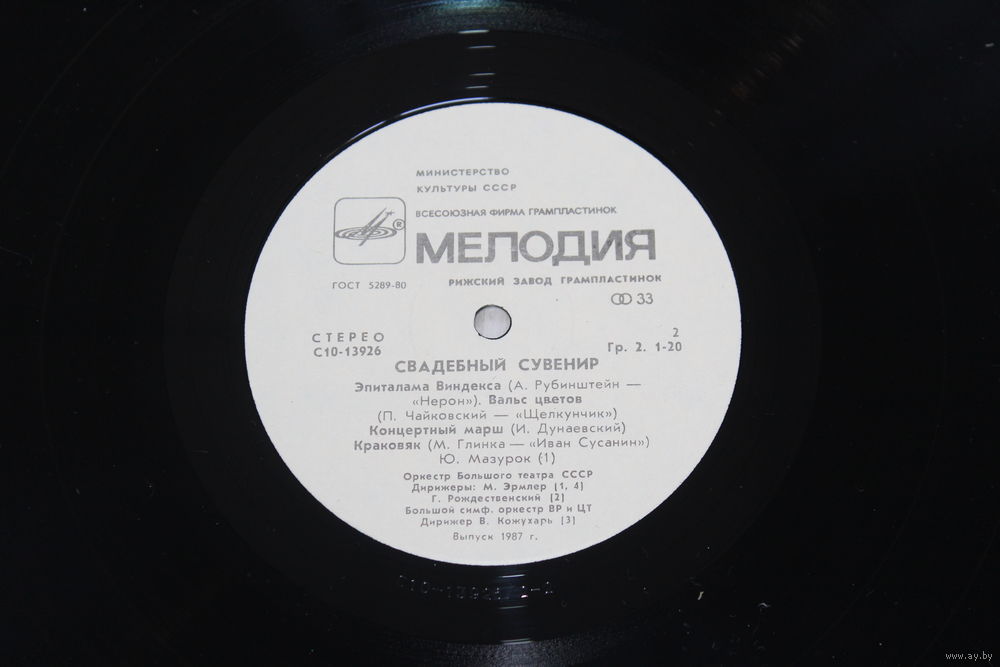 МИНИСТЕРСТВО
КУЛЬТУРЫ СССР
ВСЕСОЮЗНАЯ ФИРМА ГРАМПЛАСТИНОК
®
МЕЛОДИЯ
ГОСТ 5289-80
РИЖСКИЙ ЗАВОД ГРАМПЛАСТИНОК
33
СТЕРЕО
2
С10-13926
Гр. 2. 1-20
СВАДЕБНЫЙ СУВЕНИР
Эпиталама Виндекса (А. Рубинштейн —
«Нерон»). Вальс цветов
(П. Чайковский — «Щелкунчик»)
Концертный марш (И. Дунаевский)
Краковяк (М. Глинка — «Иван Сусанин»)
Ю. Мазурок (1)
Оркестр Большого театра СССР
Дирижеры: М. Эрмлер (1, 4)
Г. Рождественский (2)
Большой симф. оркестр ВР и ЦТ
Дирижер В. Кожухарь (3)
Выпуск 1987 г.
www.ay.by